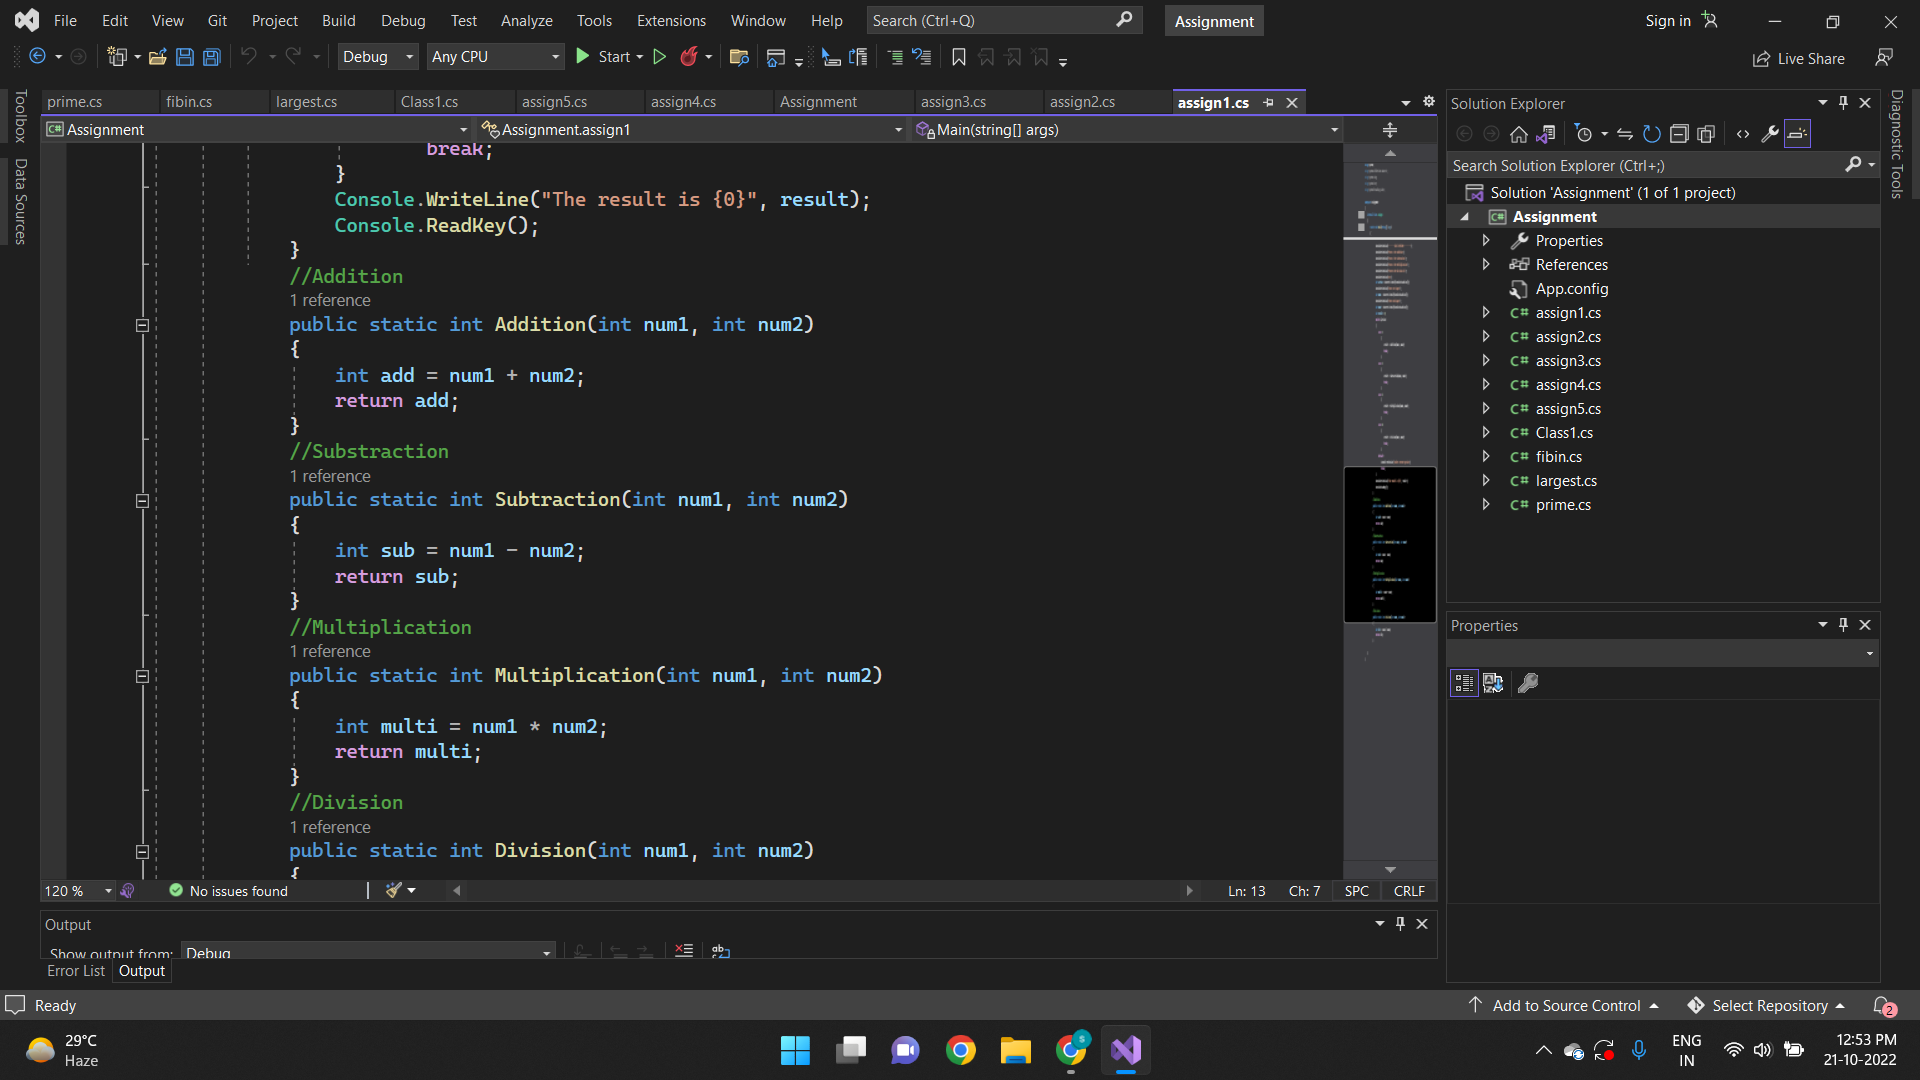 File Edit View Git Project Build Debug Test Analyze Tools Extensions Window Help Search (Ctrl+Q) Assignment Sign in
Debug Any CPU Start Live Share
Toolbox
Data Sources
prime.cs fibin.cs largest.cs Class1.cs assign5.cs assign4.cs Assignment assign3.cs assign2.cs assign1.cs
C# Assignment Assignment.assign1 Main(string[] args)
break;
}
Console.WriteLine("The result is {0}", result);
Console.ReadKey();
}
//Addition
1 reference
public static int Addition(int num1, int num2)
{
int add = num1 + num2;
return add;
}
//Substraction
1 reference
public static int Subtraction(int num1, int num2)
{
int sub = num1 - num2;
return sub;
}
//Multiplication
1 reference
public static int Multiplication(int num1, int num2)
{
int multi = num1 * num2;
return multi;
}
//Division
1 reference
public static int Division(int num1, int num2)
{
120 % No issues found Ln: 13 Ch: 7 SPC CRLF
Output
Show output from: Debug
Error List Output
Solution Explorer
Search Solution Explorer (Ctrl+;)
Solution 'Assignment' (1 of 1 project)
C# Assignment
Properties
References
App.config
C# assign1.cs
C# assign2.cs
C# assign3.cs
C# assign4.cs
C# assign5.cs
C# Class1.cs
C# fibin.cs
C# largest.cs
C# prime.cs
Properties
Diagnostic Tools
Ready Add to Source Control Select Repository 2
29°C
Haze
S
ENG
IN
12:53 PM
21-10-2022